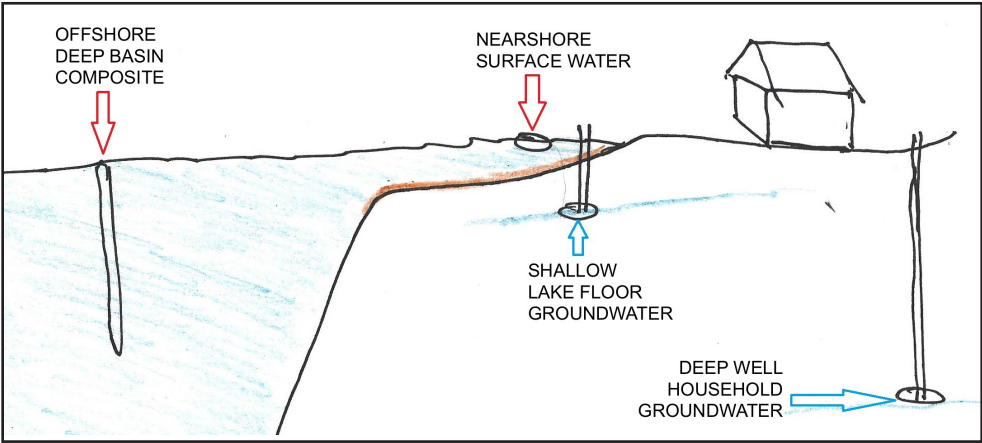 OFFSHORE
DEEP BASIN
COMPOSITE
NEARSHORE
SURFACE WATER
SHALLOW
LAKE FLOOR
GROUNDWATER
DEEP WELL
HOUSEHOLD
GROUNDWATER